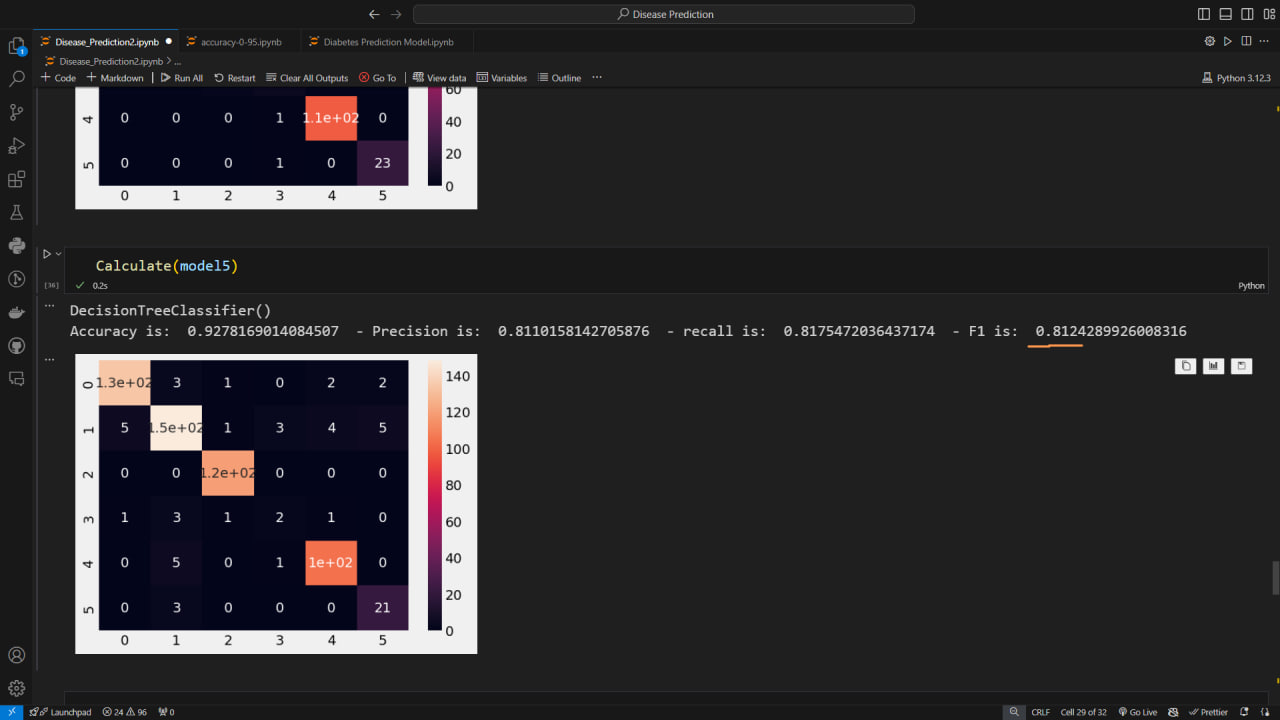 Disease Prediction
Disease_Prediction2.ipynb accuracy-0-95.ipynb Diabetes Prediction Model.ipynb
Disease_Prediction2.ipynb > ...
+ Code + Markdown Run All Restart Clear All Outputs Go To View data Variables Outline ... Python 3.12.3
1
60
4 0 0 0 1 1.1e+02 0 40
5 0 0 0 1 0 23 20
0
0 1 2 3 4 5
Calculate(model5)
[36] 0.2s Python
DecisionTreeClassifier()
Accuracy is: 0.9278169014084507 - Precision is: 0.8110158142705876 - recall is: 0.8175472036437174 - F1 is: 0.8124289926008316
0 1.3e+02 3 1 0 2 2 140
120
1 5 1.5e+02 1 3 4 5 100
2 0 0 1.2e+02 0 0 0 80
3 1 3 1 2 1 0 60
4 0 5 0 1 1e+02 0 40
5 0 3 0 0 0 21 20
0
0 1 2 3 4 5
Launchpad 24 96 0 CRLF Cell 29 of 32 Go Live Prettier